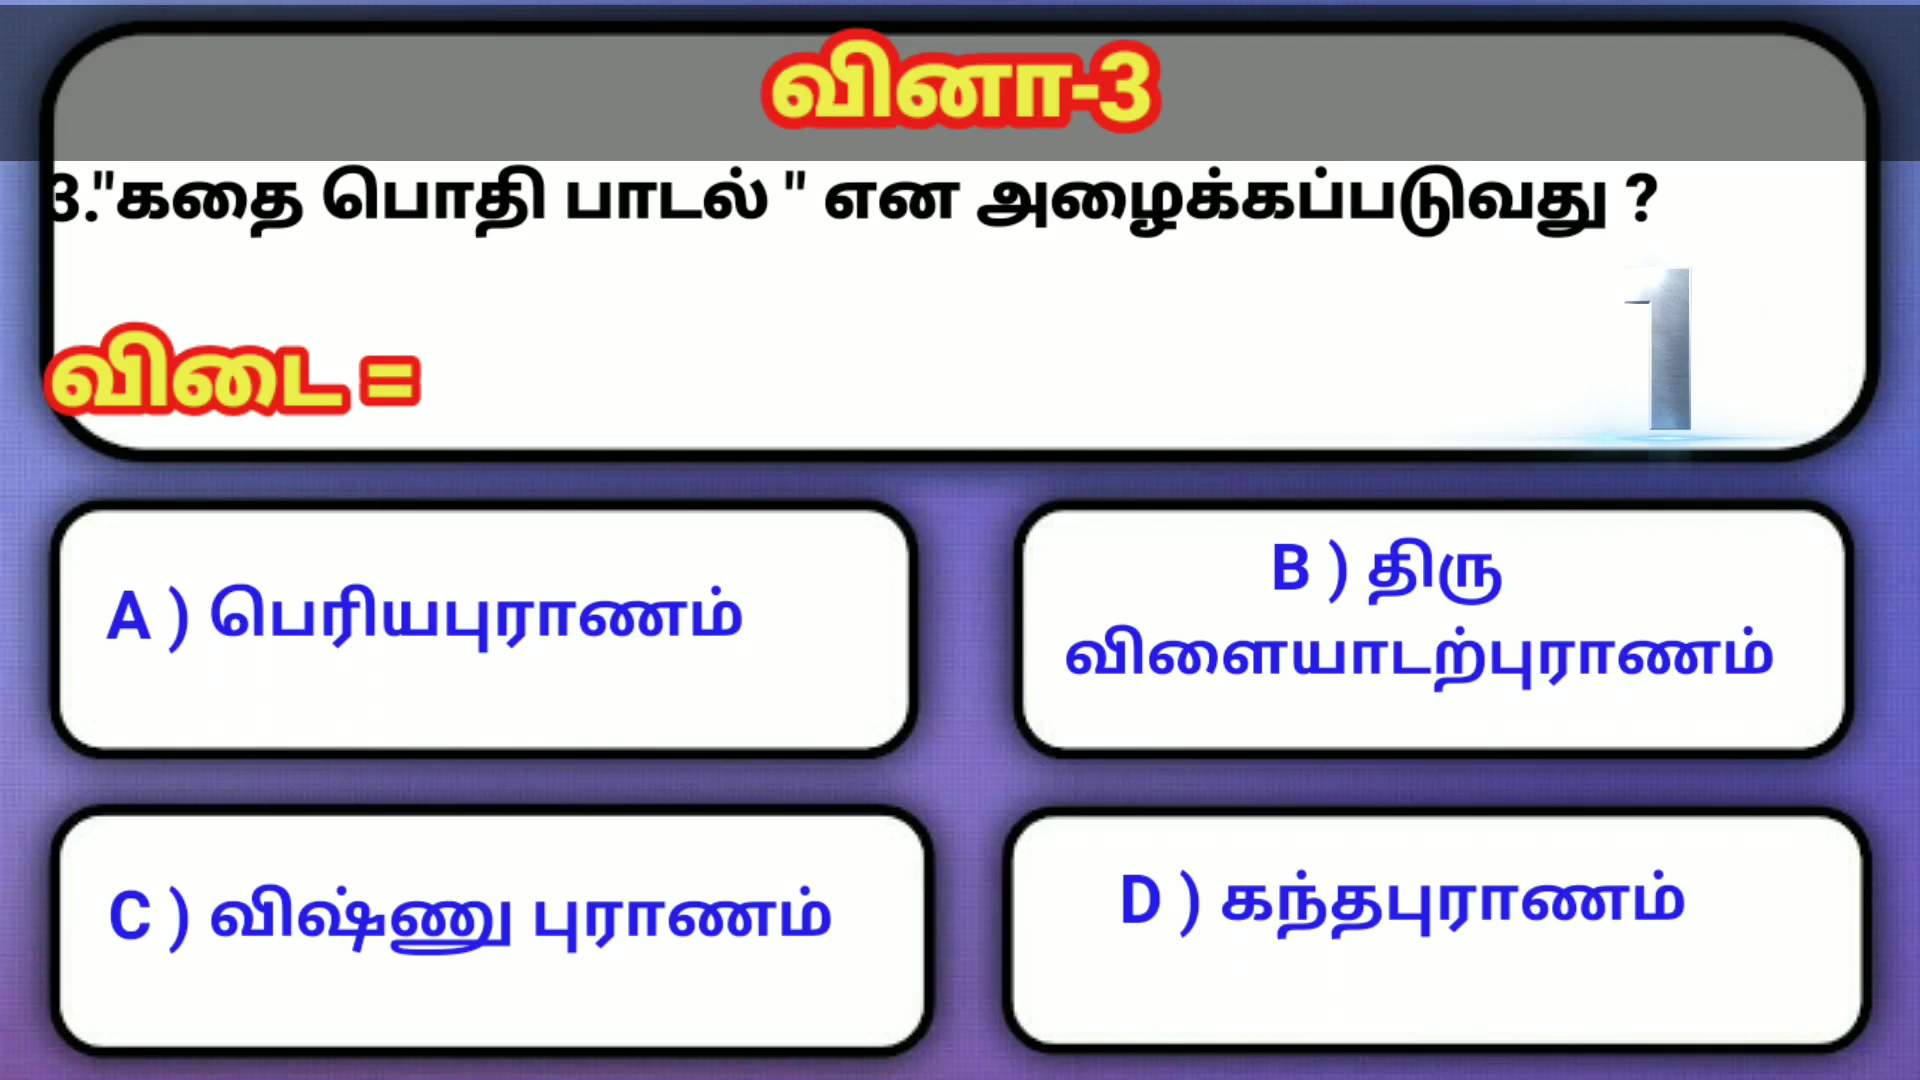 வினா-3
3."கதை பொதி பாடல் " என அழைக்கப்படுவது ?
1
விடை =
A ) பெரியபுராணம்
B ) திரு
விளையாடற்புராணம்
C ) விஷ்ணு புராணம்
D ) கந்தபுராணம்